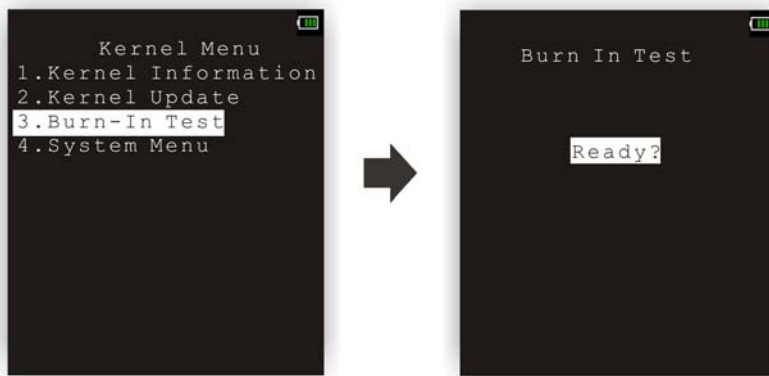 Kernel Menu
1.Kernel Information
2.Kernel Update
3.Burn-In Test
4.System Menu
Burn In Test
Ready?